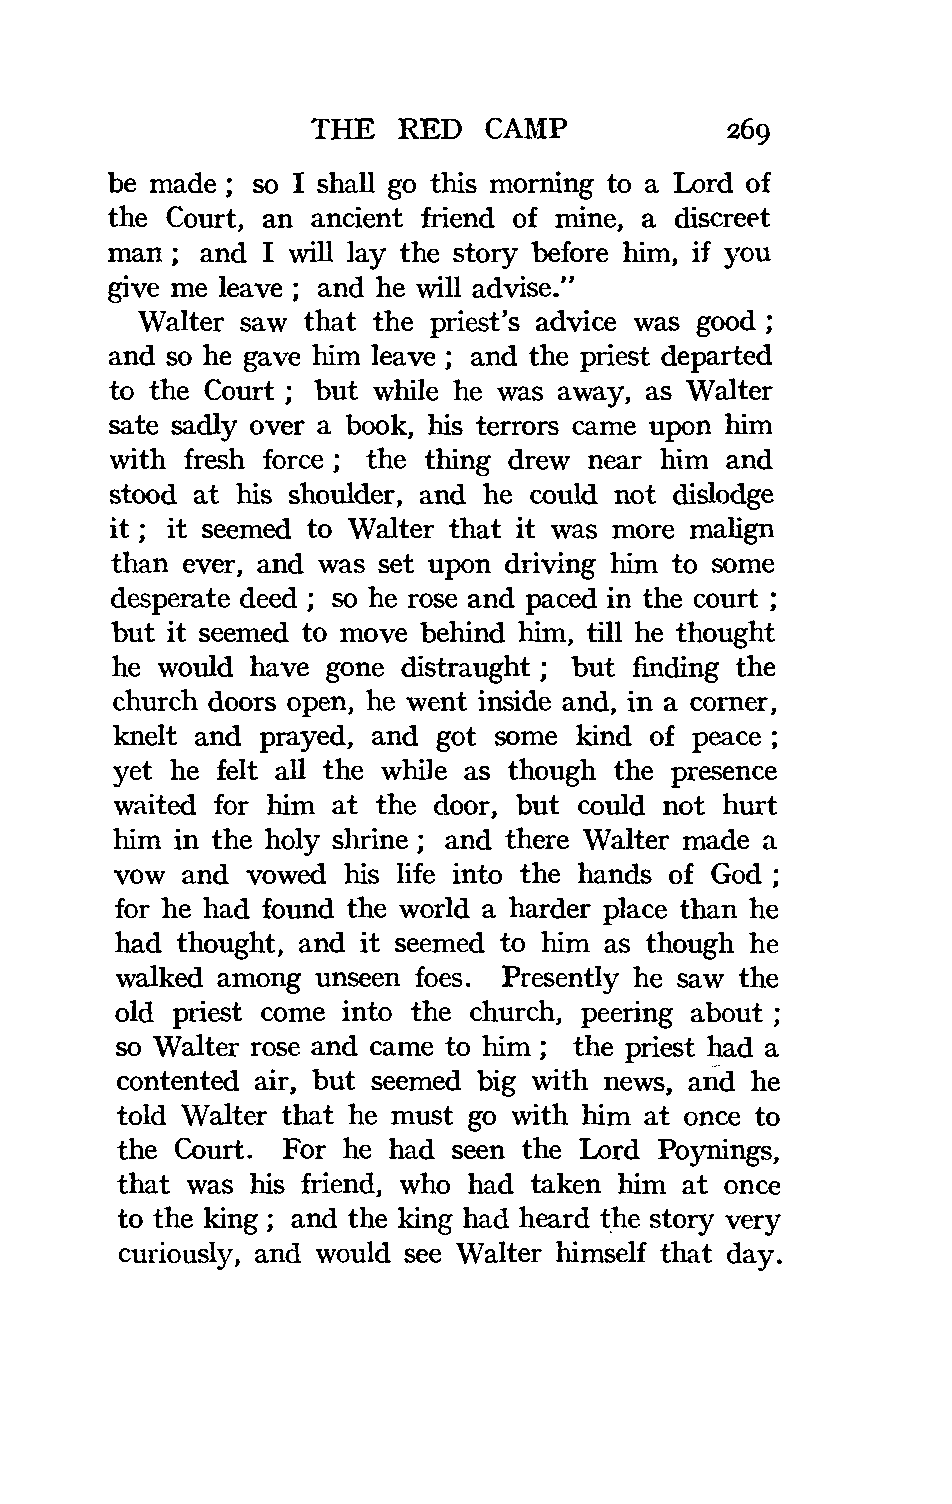 THE RED CAMP 269
be made ; so I shall go this morning to a Lord of
the Court, an ancient friend of mine, a discreet
man ; and I will lay the story before him, if you
give me leave ; and he will advise."
Walter saw that the priest's advice was good ;
and so he gave him leave ; and the priest departed
to the Court ; but while he was away, as Walter
sate sadly over a book, his terrors came upon him
with fresh force ; the thing drew near him and
stood at his shoulder, and he could not dislodge
it ; it seemed to Walter that it was more malign
than ever, and was set upon driving him to some
desperate deed ; so he rose and paced in the court ;
but it seemed to move behind him, till he thought
he would have gone distraught ; but finding the
church doors open, he went inside and, in a corner,
knelt and prayed, and got some kind of peace ;
yet he felt all the while as though the presence
waited for him at the door, but could not hurt
him in the holy shrine ; and there Walter made a
vow and vowed his life into the hands of God ;
for he had found the world a harder place than he
had thought, and it seemed to him as though he
walked among unseen foes. Presently he saw the
old priest come into the church, peering about ;
so Walter rose and came to him ; the priest had a
contented air, but seemed big with news, and he
told Walter that he must go with him at once to
the Court. For he had seen the Lord Poynings,
that was his friend, who had taken him at once
to the king ; and the king had heard the story very
curiously, and would see Walter himself that day.